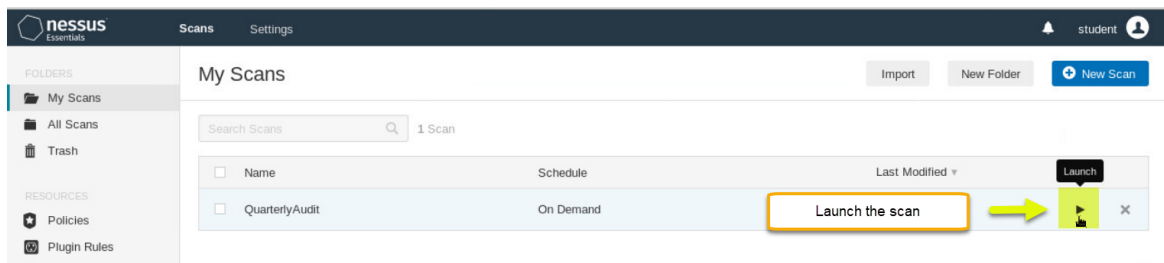 nessus
Essentials
Scans
Settings
student
FOLDERS
My Scans
All Scans
Trash
RESOURCES
Policies
Plugin Rules
My Scans
Import
New Folder
New Scan
Search Scans
1 Scan
Name
Schedule
Last Modified
Launch
QuarterlyAudit
On Demand
Launch the scan